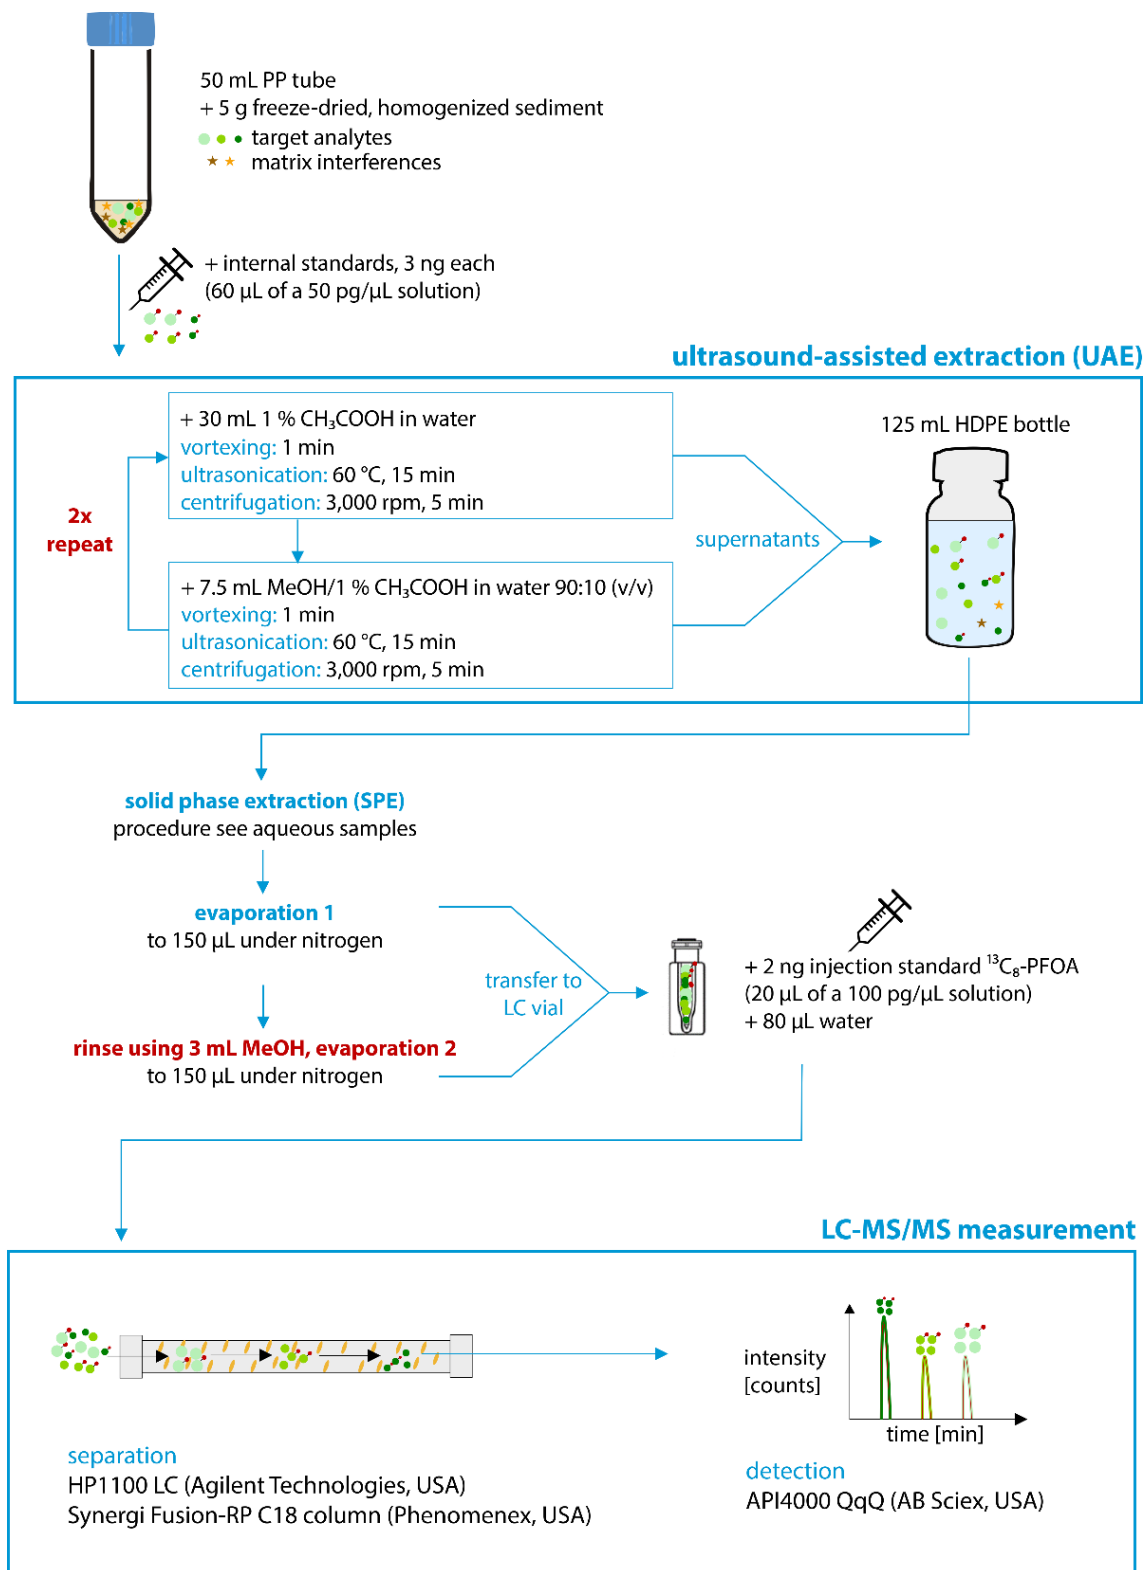 50 mL PP tube
+ 5 g freeze-dried, homogenized sediment
target analytes
matrix interferences
+ internal standards, 3 ng each
(60 µL of a 50 pg/µL solution)
ultrasound-assisted extraction (UAE)
+ 30 mL 1 % CH₃COOH in water
vortexing: 1 min
ultrasonication: 60 °C, 15 min
centrifugation: 3,000 rpm, 5 min
2x
repeat
+ 7.5 mL MeOH/1 % CH₃COOH in water 90:10 (v/v)
vortexing: 1 min
ultrasonication: 60 °C, 15 min
centrifugation: 3,000 rpm, 5 min
supernatants
125 mL HDPE bottle
solid phase extraction (SPE)
procedure see aqueous samples
evaporation 1
to 150 µL under nitrogen
rinse using 3 mL MeOH, evaporation 2
to 150 µL under nitrogen
transfer to
LC vial
+ 2 ng injection standard ¹³C₈-PFOA
(20 µL of a 100 pg/µL solution)
+ 80 µL water
LC-MS/MS measurement
intensity
[counts]
time [min]
separation
HP1100 LC (Agilent Technologies, USA)
Synergi Fusion-RP C18 column (Phenomenex, USA)
detection
API4000 QqQ (AB Sciex, USA)